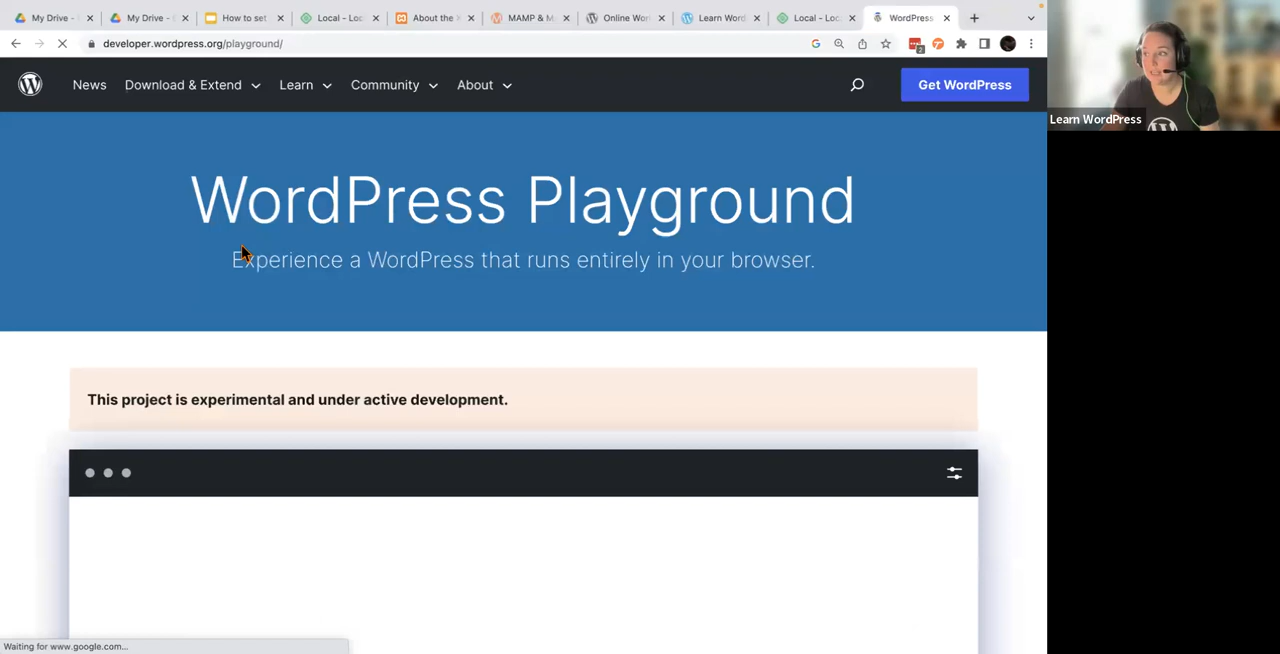 My Drive -
My Drive -
How to set
Local - Loc
About the
MAMP & M
Online Wor
Learn Word
Local - Loc
WordPress
developer.wordpress.org/playground/
2
News
Download & Extend
Learn
Community
About
Get WordPress
Learn WordPress
WordPress Playground
Experience a WordPress that runs entirely in your browser.
This project is experimental and under active development.
Waiting for www.google.com...